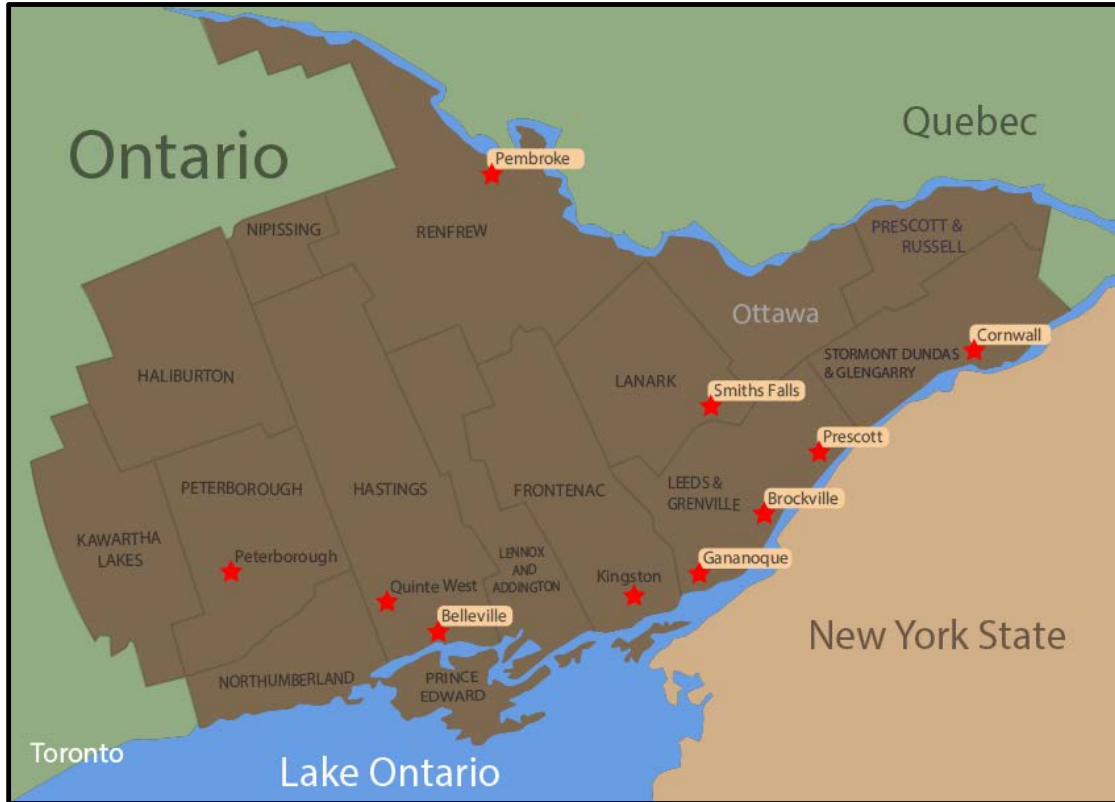 Quebec
Ontario
Pembroke
NIPISSING
RENFREW
PRESCOTT &
RUSSELL
Ottawa
Cornwall
STORMONT DUNDAS
& GLENGARRY
HALIBURTON
LANARK
Smiths Falls
Prescott
PETERBOROUGH
HASTINGS
FRONTENAC
LEEDS &
GRENVILLE
Brockville
KAWARTHA
LAKES
Peterborough
LENNOX
AND
ADDINGTON
Gananoque
Kingston
Quinte West
Belleville
New York State
NORTHUMBERLAND
PRINCE
EDWARD
Toronto
Lake Ontario